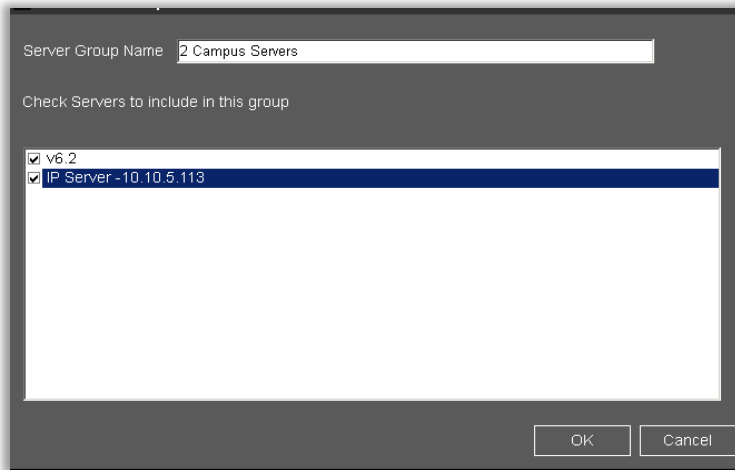 Server Group Name 2 Campus Servers
Check Servers to include in this group
v6.2
IP Server -10.10.5.113
OK Cancel